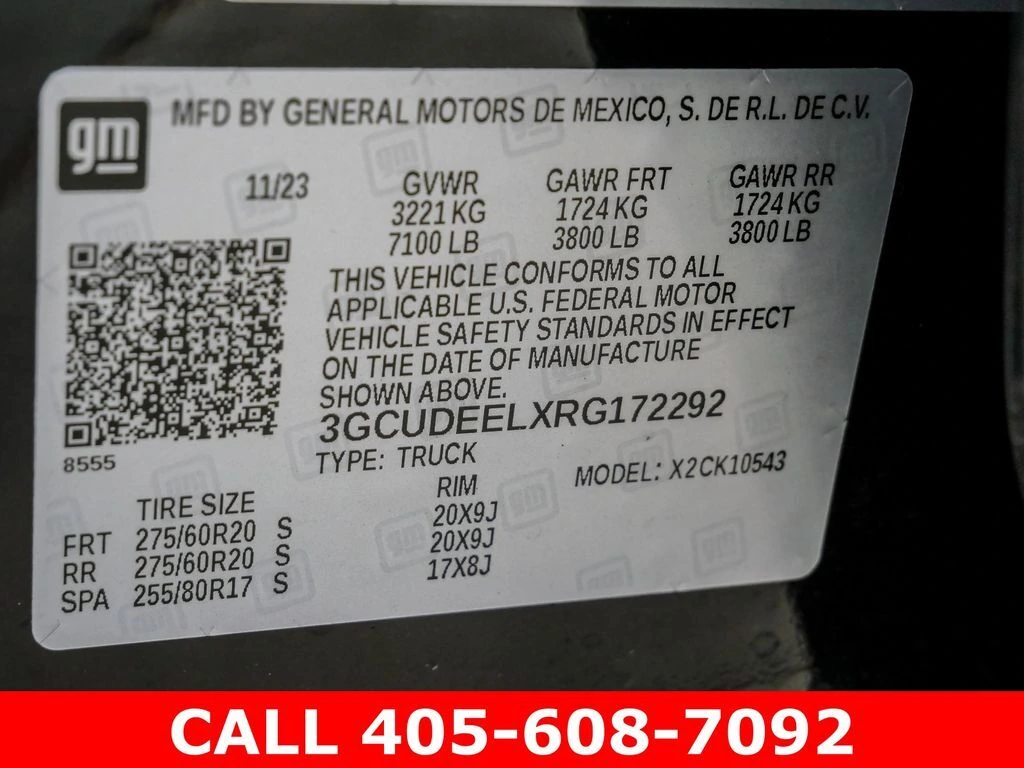 gm
MFD BY GENERAL MOTORS DE MEXICO, S. DE R.L. DE C.V.
11/23 GVWR GAWR FRT GAWR RR
3221 KG 1724 KG 1724 KG
7100 LB 3800 LB 3800 LB
THIS VEHICLE CONFORMS TO ALL
APPLICABLE U.S. FEDERAL MOTOR
VEHICLE SAFETY STANDARDS IN EFFECT
ON THE DATE OF MANUFACTURE
SHOWN ABOVE.
3GCUDEELXRG172292
8555
TYPE: TRUCK MODEL: X2CK10543
TIRE SIZE RIM
FRT 275/60R20 S 20X9J
RR 275/60R20 S 20X9J
SPA 255/80R17 S 17X8J
CALL 405-608-7092